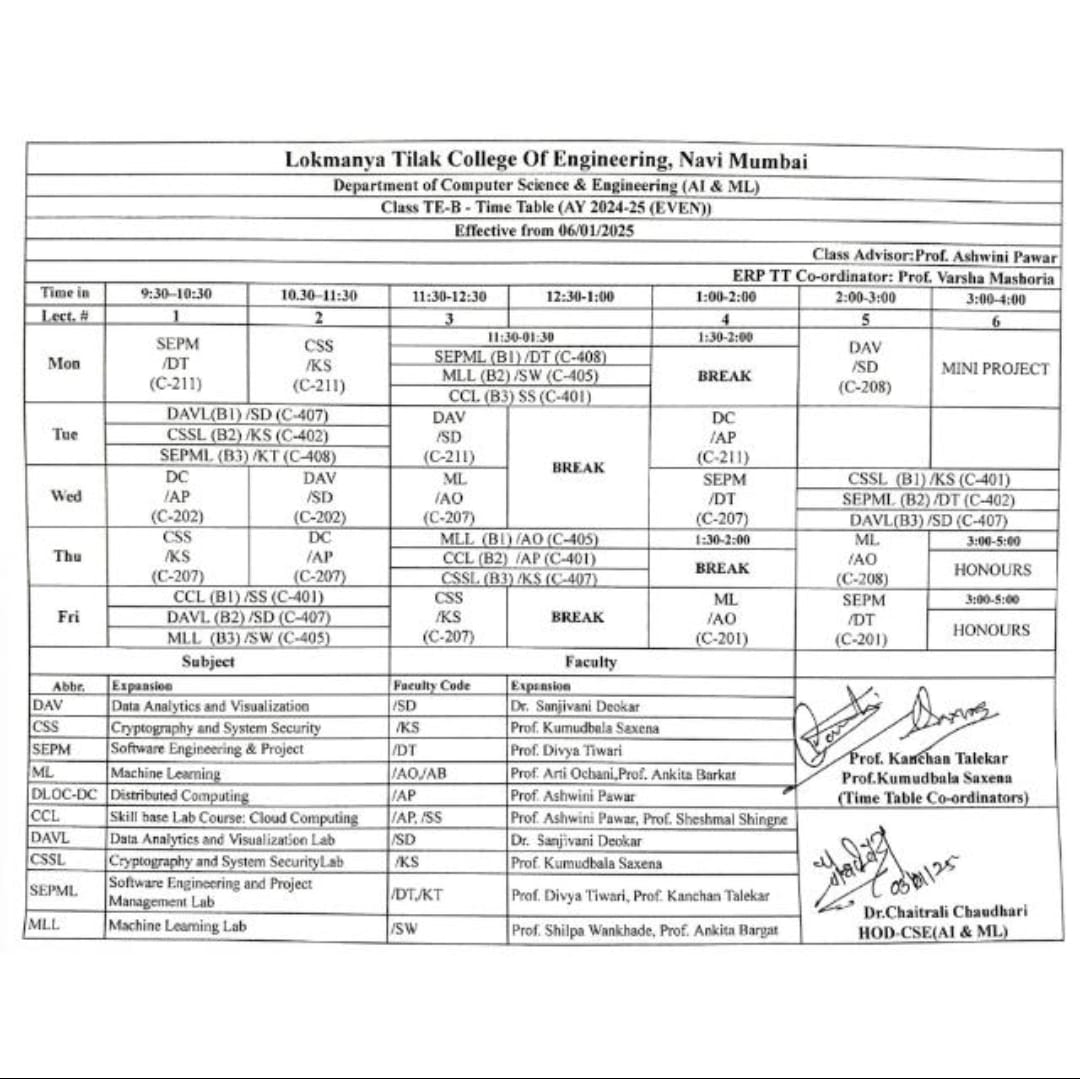 Lokmanya Tilak College Of Engineering, Navi Mumbai
Department of Computer Science & Engineering (AI & ML)
Class TE-B - Time Table (AY 2024-25 (EVEN))
Effective from 06/01/2025
Class Advisor:Prof. Ashwini Pawar
ERP TT Co-ordinator: Prof. Varsha Mashoria
Time in 9:30–10:30 10.30–11:30 11:30-12:30 12:30-1:00 1:00-2:00 2:00-3:00 3:00-4:00
Lect. # 1 2 3 4 5 6
Mon
SEPM
/DT
(C-211)
CSS
/KS
(C-211)
11:30-01:30
SEPML (B1) /DT (C-408)
MLL (B2) /SW (C-405)
CCL (B3) SS (C-401)
1:30-2:00
BREAK
DAV
/SD
(C-208)
MINI PROJECT
Tue
DAVL(B1) /SD (C-407)
CSSL (B2) /KS (C-402)
SEPML (B3) /KT (C-408)
DAV
/SD
(C-211)
BREAK
DC
/AP
(C-211)
Wed
DC
/AP
(C-202)
DAV
/SD
(C-202)
ML
/AO
(C-207)
SEPM
/DT
(C-207)
CSSL (B1) /KS (C-401)
SEPML (B2) /DT (C-402)
DAVL(B3) /SD (C-407)
Thu
CSS
/KS
(C-207)
DC
/AP
(C-207)
MLL (B1) /AO (C-405)
CCL (B2) /AP (C-401)
CSSL (B3) /KS (C-407)
1:30-2:00
BREAK
ML
/AO
(C-208)
3:00-5:00
HONOURS
Fri
CCL (B1) /SS (C-401)
DAVL (B2) /SD (C-407)
MLL (B3) /SW (C-405)
CSS
/KS
(C-207)
BREAK
ML
/AO
(C-201)
SEPM
/DT
(C-201)
3:00-5:00
HONOURS
Subject Faculty
Abbr. Expansion Faculty Code Expansion
DAV Data Analytics and Visualization /SD Dr. Sanjivani Deokar
CSS Cryptography and System Security /KS Prof. Kumudbala Saxena
SEPM Software Engineering & Project /DT Prof. Divya Tiwari
ML Machine Learning /AO,/AB Prof. Arti Ochani,Prof. Ankita Barkat
DLOC-DC Distributed Computing /AP Prof. Ashwini Pawar
CCL Skill base Lab Course: Cloud Computing /AP, /SS Prof. Ashwini Pawar, Prof. Sheshmal Shingne
DAVL Data Analytics and Visualization Lab /SD Dr. Sanjivani Deokar
CSSL Cryptography and System SecurityLab /KS Prof. Kumudbala Saxena
SEPML Software Engineering and Project
Management Lab /DT,/KT Prof. Divya Tiwari, Prof. Kanchan Talekar
MLL Machine Learning Lab /SW Prof. Shilpa Wankhade, Prof. Ankita Bargat
Prof. Kanchan Talekar
Prof.Kumudbala Saxena
(Time Table Co-ordinators)
03/01/25
Dr.Chaitrali Chaudhari
HOD-CSE(AI & ML)